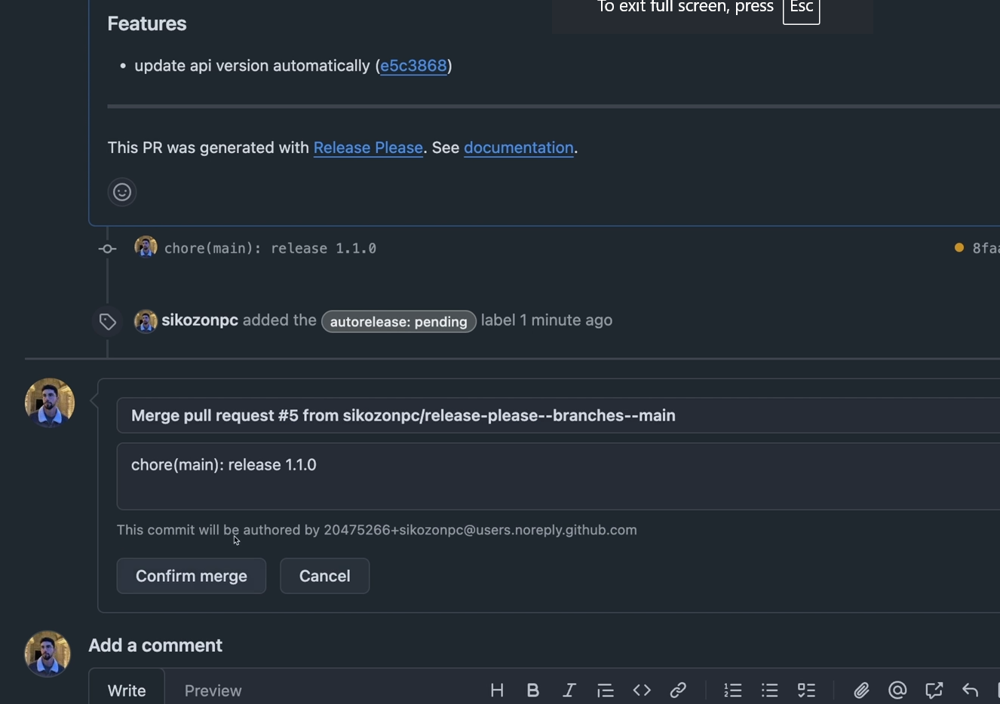 To exit full screen, press Esc
Features
• update api version automatically (e5c3868)
This PR was generated with Release Please. See documentation.
chore(main): release 1.1.0
8faa
sikozonpc added the autorelease: pending label 1 minute ago
Merge pull request #5 from sikozonpc/release-please--branches--main
chore(main): release 1.1.0
This commit will be authored by 20475266+sikozonpc@users.noreply.github.com
Confirm merge Cancel
Add a comment
Write Preview